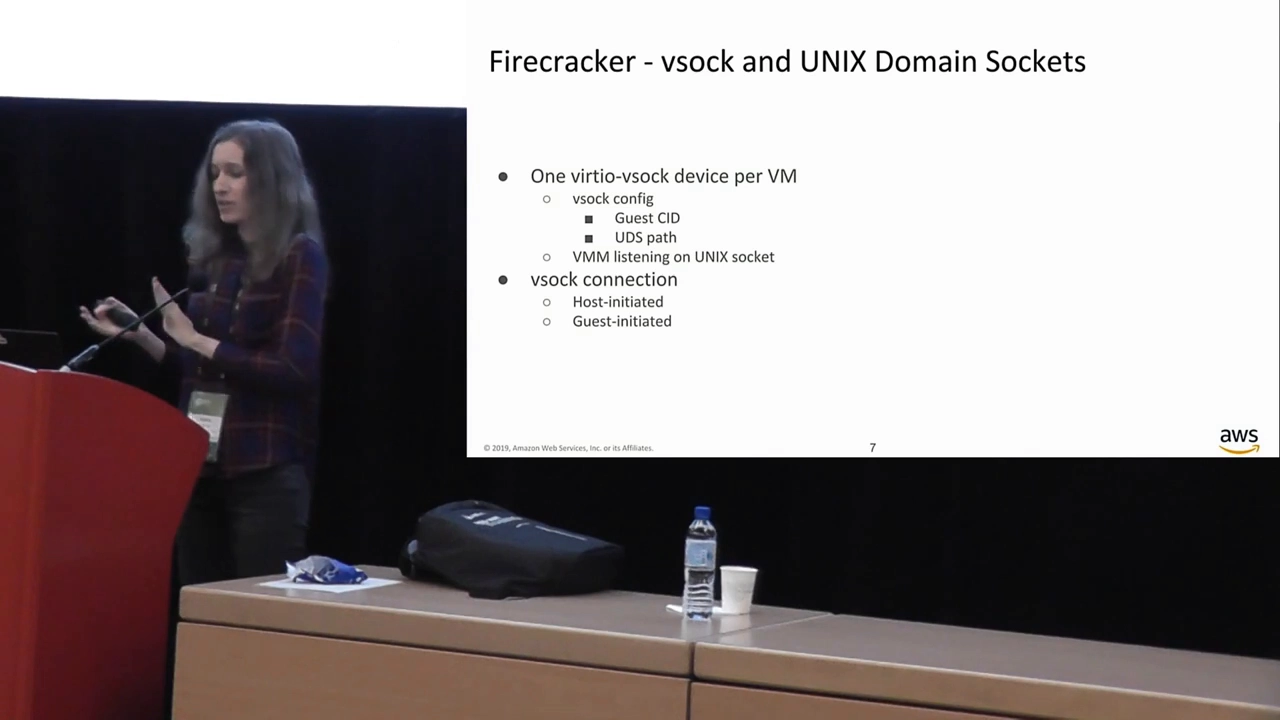 Firecracker - vsock and UNIX Domain Sockets
One virtio-vsock device per VM
vsock config
Guest CID
UDS path
VMM listening on UNIX socket
vsock connection
Host-initiated
Guest-initiated
© 2019, Amazon Web Services, Inc. or its Affiliates.
7
aws